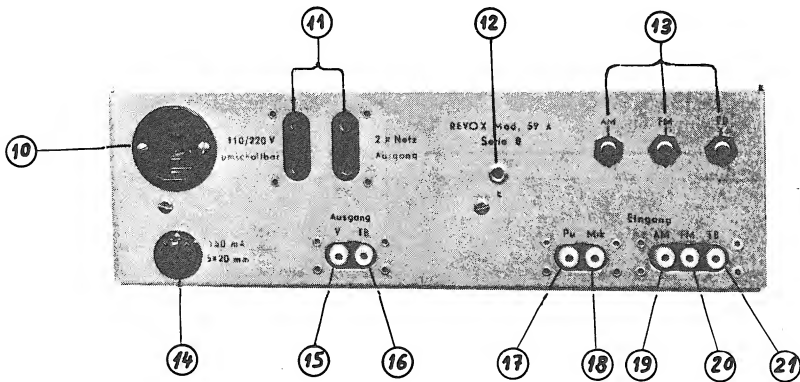 11 12 13
AM FM TB
10 110/220 V 2 x Netz REVOX Mod. 59 A
umschaltbar Ausgang Serie B
E
Ausgang Eingang
150 mA V TB Pu Mik AM FM TB
5x20 mm
14 15 16 17 18 19 20 21